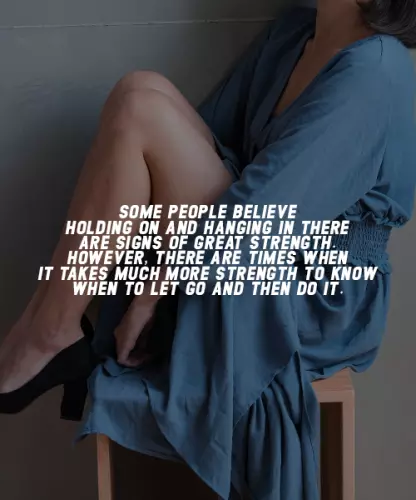 SOME PEOPLE BELIEVE
HOLDING ON AND HANGING IN THERE
ARE SIGNS OF GREAT STRENGTH.
HOWEVER, THERE ARE TIMES WHEN
IT TAKES MUCH MORE STRENGTH TO KNOW
WHEN TO LET GO AND THEN DO IT.